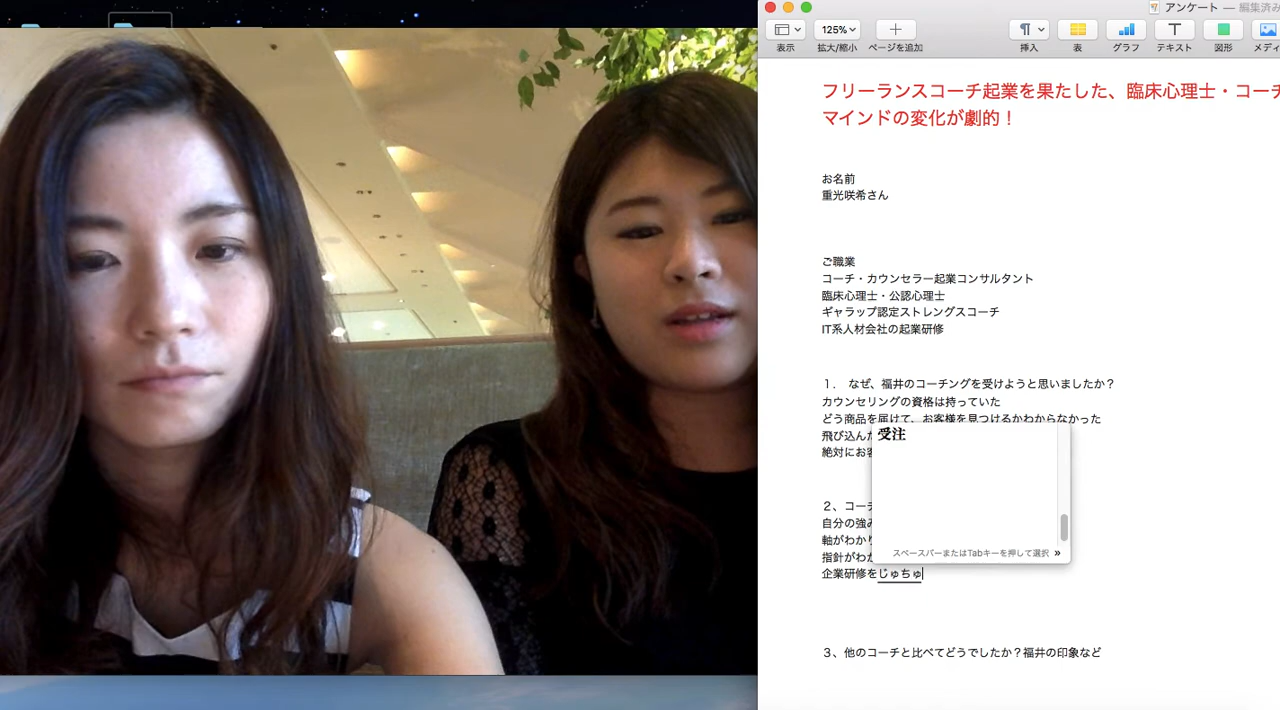 アンケート — 編集済み
125%
表示
拡大/縮小
ページを追加
挿入
表
グラフ
テキスト
図形
メディ
フリーランスコーチ起業を果たした、臨床心理士・コーチ
マインドの変化が劇的！
お名前
重光咲希さん
ご職業
コーチ・カウンセラー起業コンサルタント
臨床心理士・公認心理士
ギャラップ認定ストレングスコーチ
IT系人材会社の起業研修
１．　なぜ、福井のコーチングを受けようと思いましたか？
カウンセリングの資格は持っていた
どう商品を届けて、お客様を見つけるかわからなかった
飛び込んだ
絶対にお客
受注
スペースバーまたはTabキーを押して選択 »
２、コーチ
自分の強み
軸がわかり
指針がわか
企業研修をじゅちゅ
３、他のコーチと比べてどうでしたか？福井の印象など